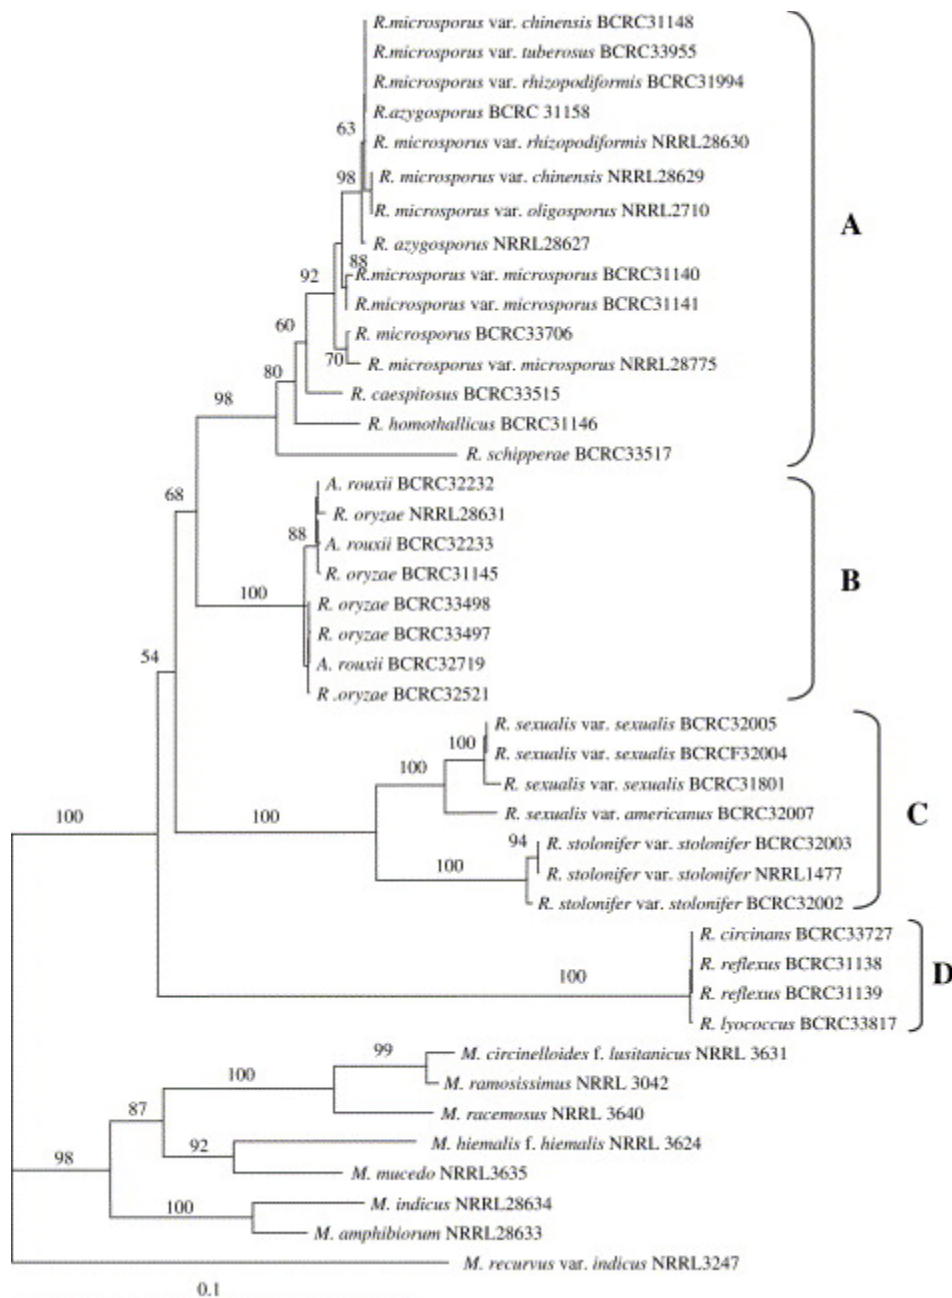 R.microsporus var. chinensis BCRC31148
R.microsporus var. tuberosus BCRC33955
R.microsporus var. rhizopodiformis BCRC31994
R.azygosporus BCRC 31158
63
R. microsporus var. rhizopodiformis NRRL28630
98
R. microsporus var. chinensis NRRL28629
R. microsporus var. oligosporus NRRL2710
A
R. azygosporus NRRL28627
88
92
R.microsporus var. microsporus BCRC31140
R.microsporus var. microsporus BCRC31141
60
R. microsporus BCRC33706
70
R. microsporus var. microsporus NRRL28775
80
R. caespitosus BCRC33515
98
R. homothallicus BCRC31146
R. schipperae BCRC33517
A. rouxii BCRC32232
68
R. oryzae NRRL28631
88
A. rouxii BCRC32233
R. oryzae BCRC31145
B
100
R. oryzae BCRC33498
R. oryzae BCRC33497
54
A. rouxii BCRC32719
R .oryzae BCRC32521
R. sexualis var. sexualis BCRC32005
100
R. sexualis var. sexualis BCRCF32004
100
R. sexualis var. sexualis BCRC31801
R. sexualis var. americanus BCRC32007
C
100
100
94
R. stolonifer var. stolonifer BCRC32003
100
R. stolonifer var. stolonifer NRRL1477
R. stolonifer var. stolonifer BCRC32002
R. circinans BCRC33727
R. reflexus BCRC31138
D
100
R. reflexus BCRC31139
R. lyococcus BCRC33817
99
M. circinelloides f. lusitanicus NRRL 3631
100
M. ramosissimus NRRL 3042
87
M. racemosus NRRL 3640
92
M. hiemalis f. hiemalis NRRL 3624
98
M. mucedo NRRL3635
100
M. indicus NRRL28634
M. amphibiorum NRRL28633
M. recurvus var. indicus NRRL3247
0.1